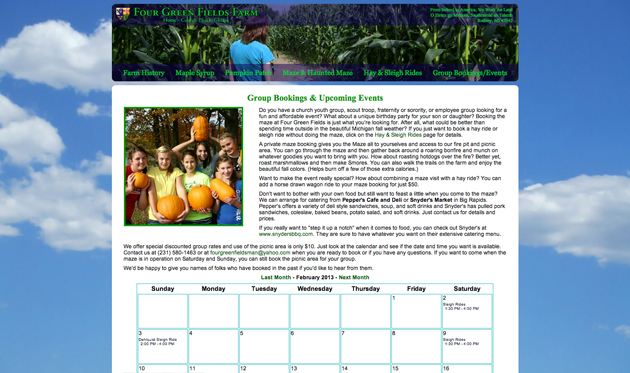 Four Green Fields Farm
Farm History Maple Syrup Pumpkin Patch Maze & Haunted Maze Hay & Sleigh Rides Group Bookings/Events
Group Bookings & Upcoming Events
Do you have a church youth group, scout troop, fraternity or sorority, or employee group looking for a
fun and affordable event? What about a unique birthday party for your son or daughter? Booking the
maze at Four Green Fields is just what you're looking for. After all, what could be better than
spending time outside in the beautiful Michigan fall weather? If you just want to book a hay ride or
sleigh ride without doing the maze, click on the Hay & Sleigh Rides page for details.
A private maze booking gives you the Maze all to yourselves and access to our fire pit and picnic
area. You can go through the maze and then gather back around a roaring bonfire and munch on
whatever goodies you want to bring with you. How about roasting hotdogs over the fire? Better yet,
roast marshmallows and then make Smores. You can also walk the trails on the farm and enjoy the
beautiful fall colors. (Helps burn off a few of those extra calories.)
Want to make the event really special? How about combining a maze visit with a hay ride? You can
add a horse drawn wagon ride to your maze booking for just $50.
Don't want to bother with your own food but still want to feast a little when you come to the maze?
We can arrange for catering from Pepper's Cafe and Deli or Snyder's Market in Big Rapids.
Pepper's offers a variety of deli style sandwiches, soup, and soft drinks and Snyder's has pulled pork
sandwiches, coleslaw, baked beans, potato salad, and soft drinks. Just contact us for details and
prices.
If you really want to "step it up a notch" when it comes to food, you can check out Snyder's at
www.snydersbbq.com. They are sure to have whatever you want on their extensive catering menu.
We offer special discounted group rates and use of the picnic area is only $10. Just look at the calendar and see if the date and time you want is available.
Contact us at (231) 580-1463 or at fourgreenfieldsman@yahoo.com when you are ready to book or if you have any questions. If you want to come when the
maze is in operation on Saturday and Sunday, you can still book the picnic area for your group.
We'd be happy to give you names of folks who have booked in the past if you'd like to hear from them.
Last Month - February 2013 - Next Month
Sunday Monday Tuesday Wednesday Thursday Friday Saturday
1 2
Sleigh Rides
1:30 PM - 4:00 PM
3 4 5 6 7 8 9
Sleigh Ride
2:00 PM - 4:00 PM
Sleigh Rides
1:30 PM - 4:00 PM
10 11 12 13 14 15 16